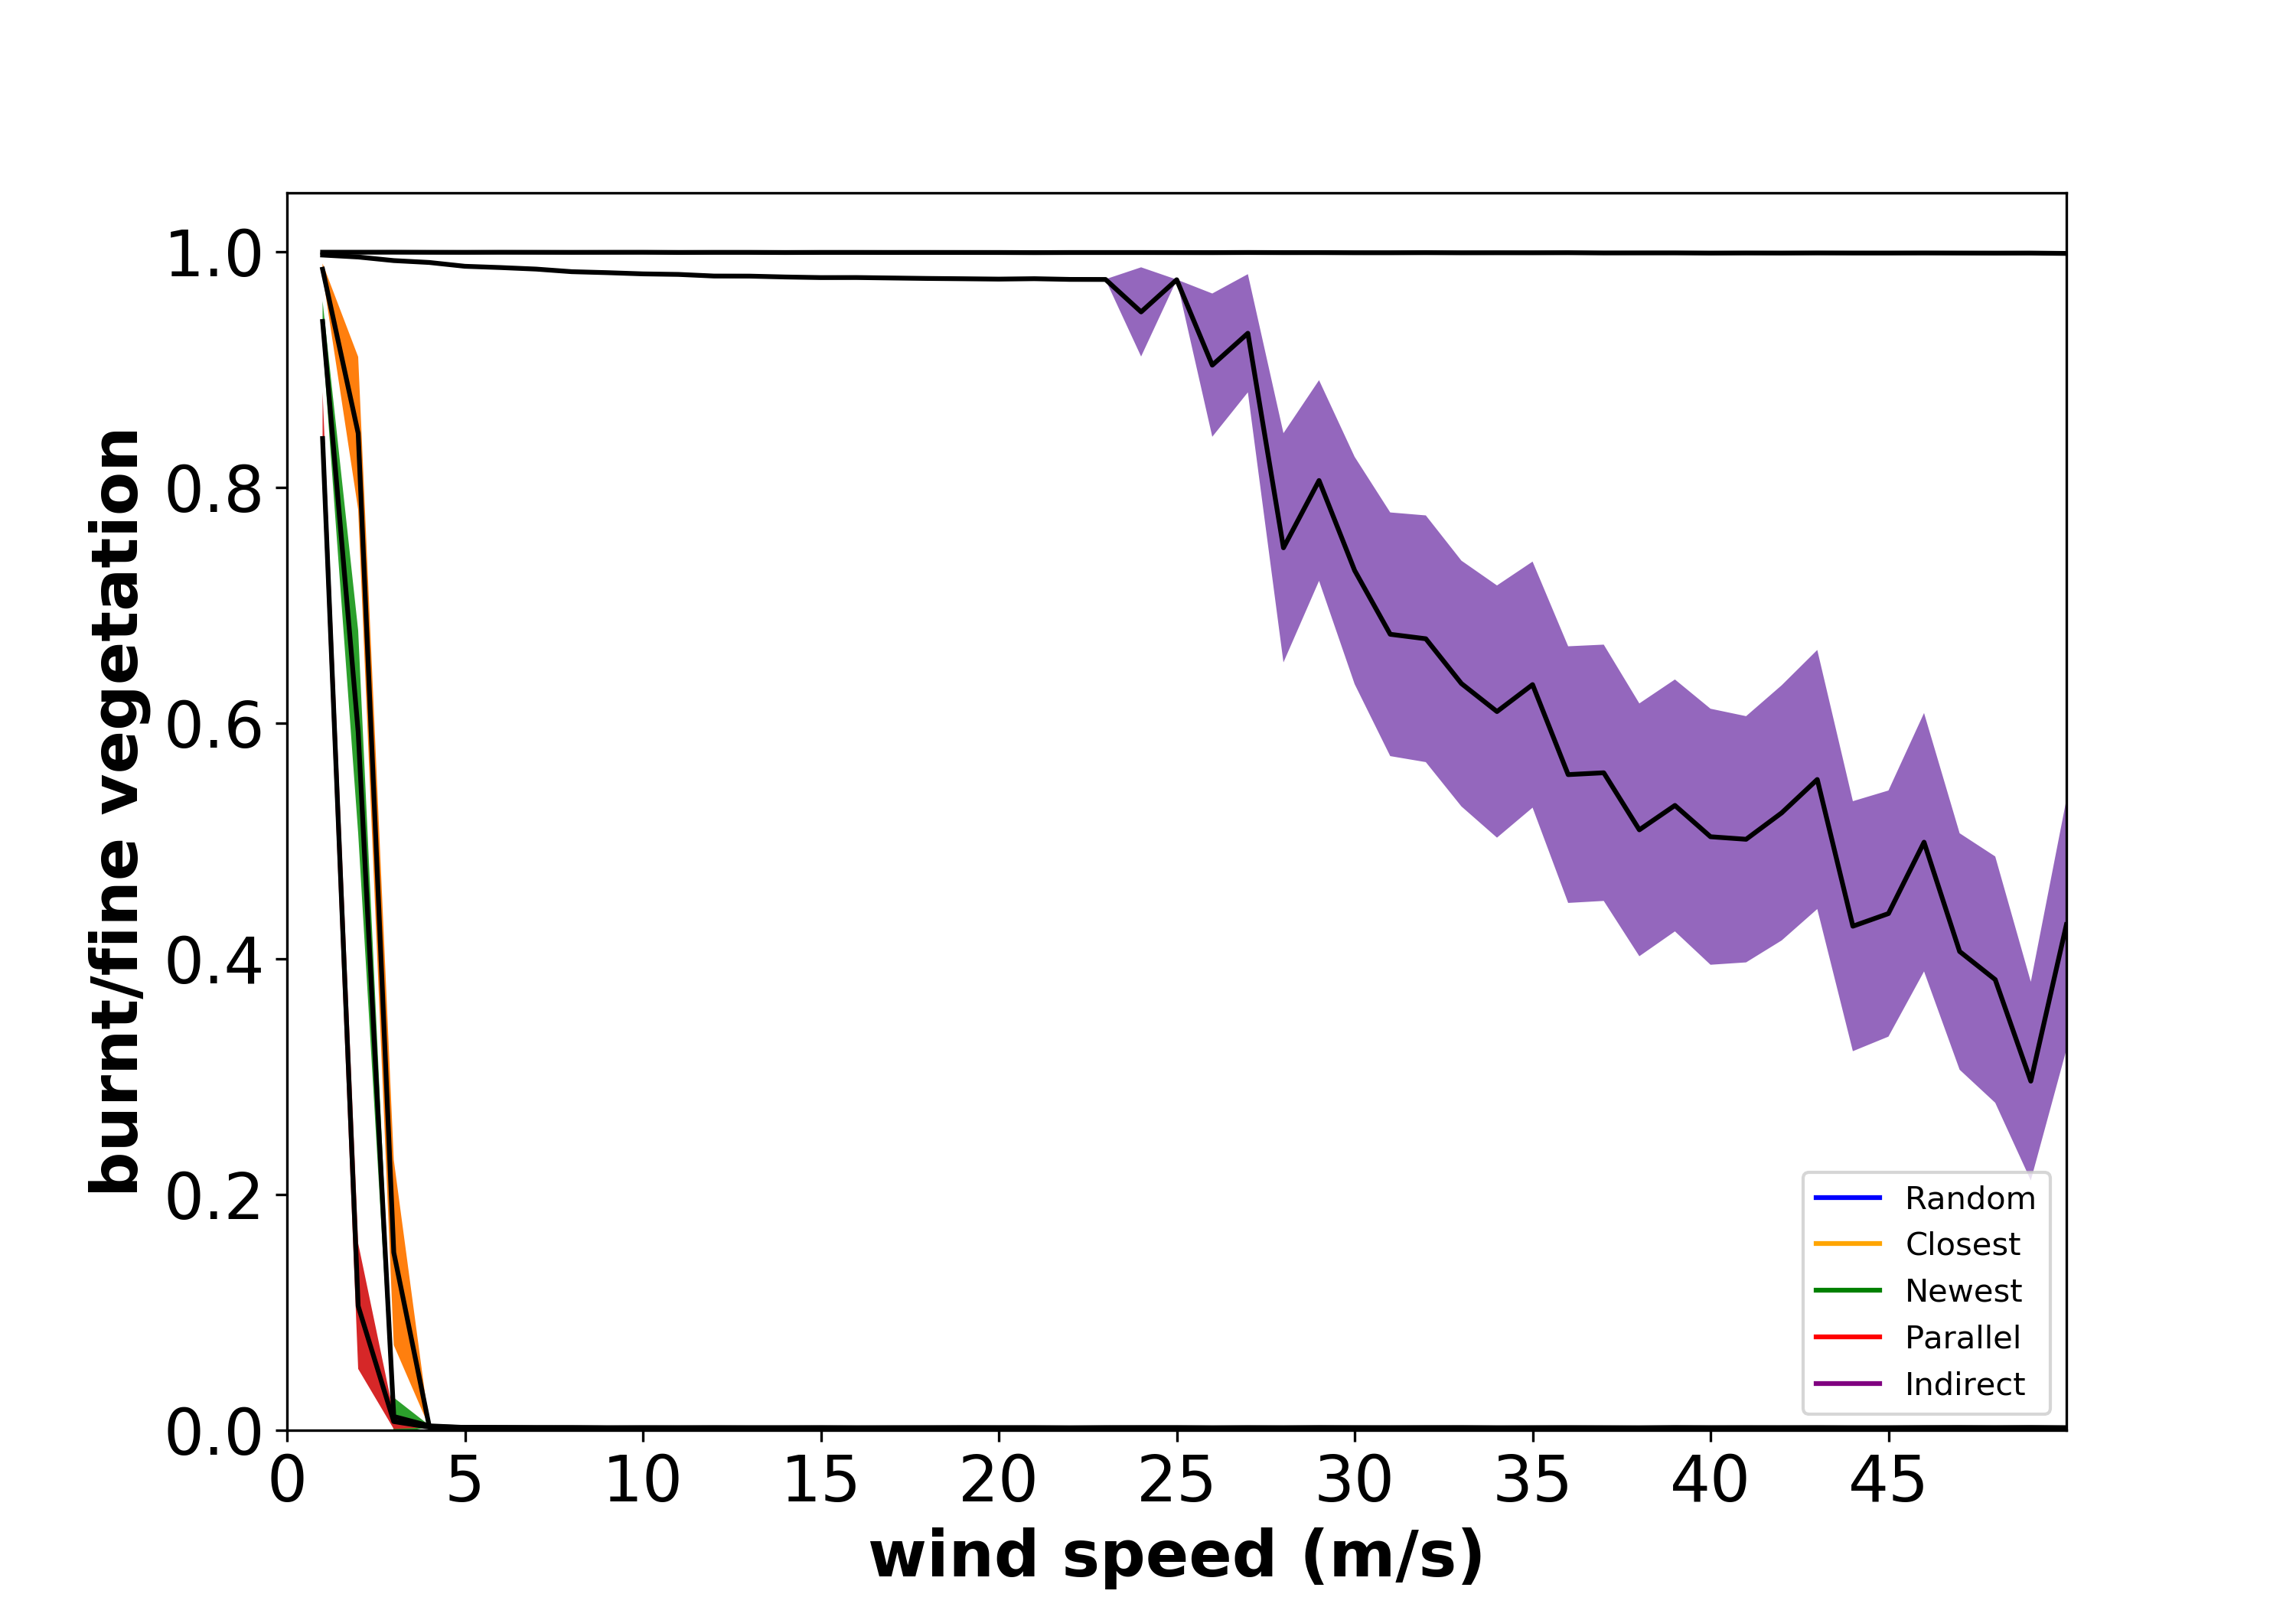 burnt/fine vegetation
1.0
0.8
0.6
0.4
0.2
0.0
0 5 10 15 20 25 30 35 40 45
wind speed (m/s)
Random
Closest
Newest
Parallel
Indirect